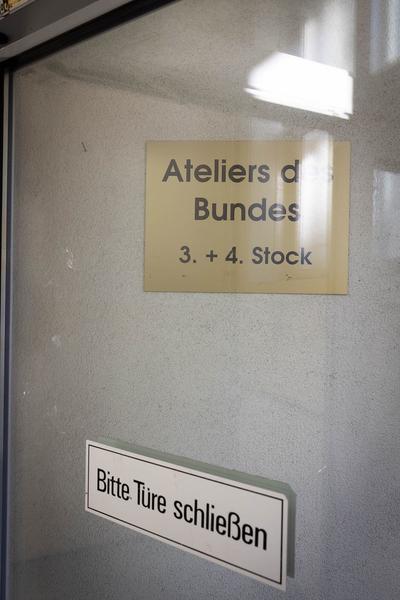 Ateliers des
Bundes
3. + 4. Stock
Bitte Türe schließen